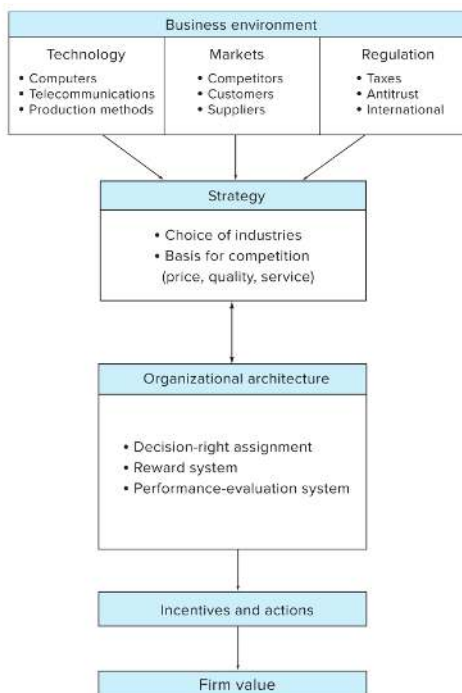 Business environment
Technology
• Computers
• Telecommunications
• Production methods
Markets
• Competitors
• Customers
• Suppliers
Regulation
• Taxes
• Antitrust
• International
Strategy
• Choice of industries
• Basis for competition
(price, quality, service)
Organizational architecture
• Decision-right assignment
• Reward system
• Performance-evaluation system
Incentives and actions
Firm value